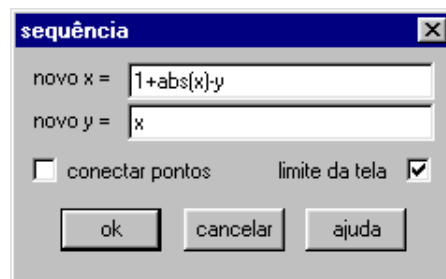 sequência
novo x = 1+abs(x)-y
novo y = x
conectar pontos limite da tela
ok cancelar ajuda